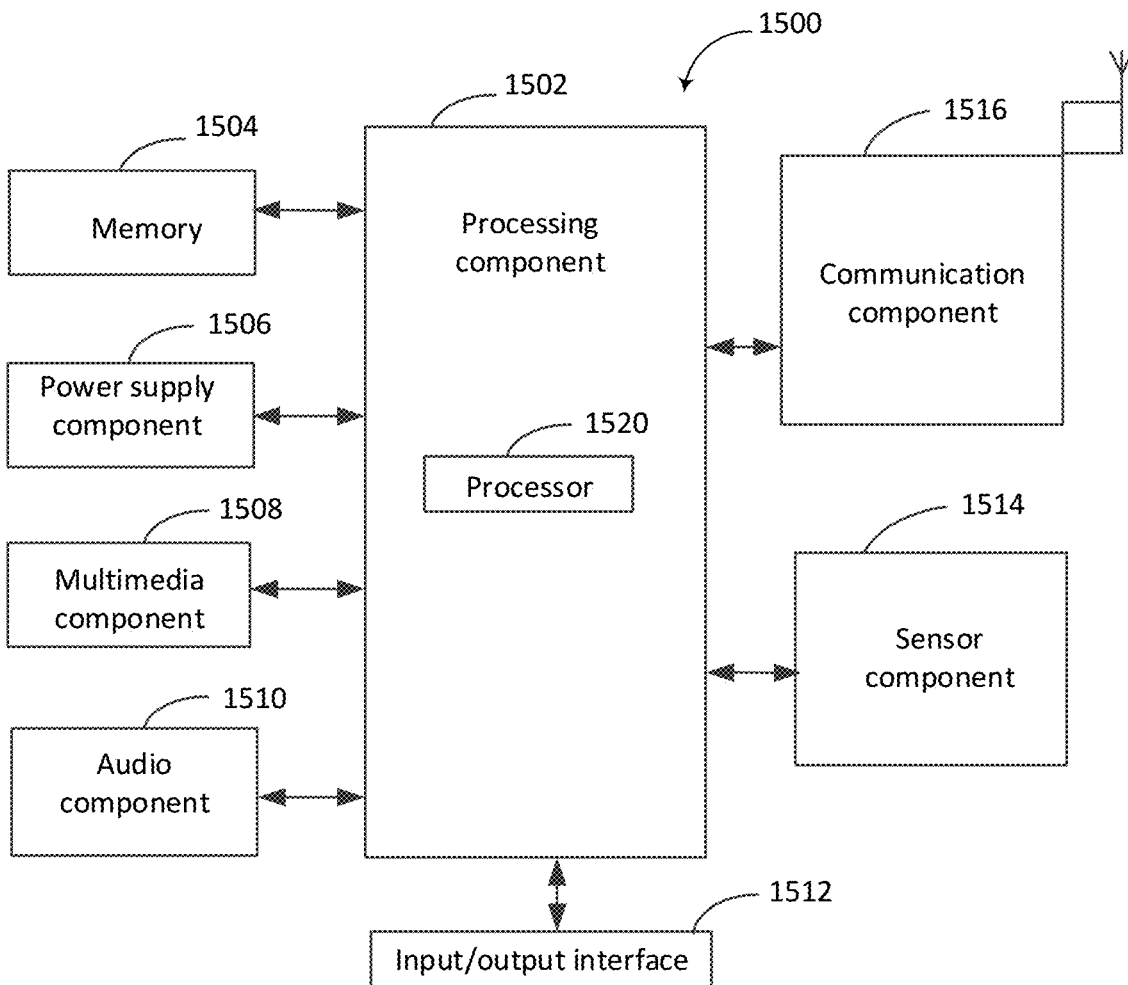 1500
1502
1516
1504
Memory
Processing
component
Communication
component
1506
Power supply
component
1520
Processor
1508
Multimedia
component
1514
Sensor
component
1510
Audio
component
1512
Input/output interface